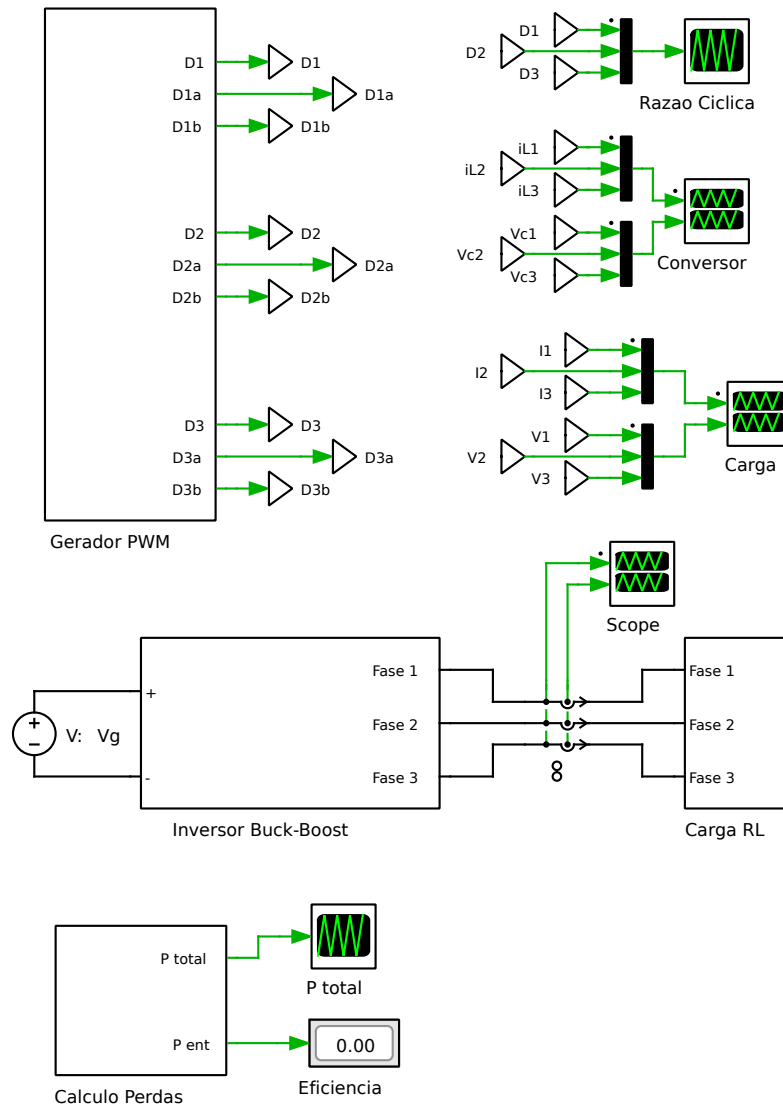 D1
D1
D1a
D1a
D1b
D1b
D2
D2
D2a
D2a
D2b
D2b
D3
D3
D3a
D3a
D3b
D3b
Gerador PWM
D1
D2
D3
Razao Ciclica
iL1
iL2
iL3
Vc1
Vc2
Vc3
Conversor
I1
I2
I3
V1
V2
V3
Carga
Scope
V: Vg
+
-
Fase 1
Fase 2
Fase 3
Inversor Buck-Boost
Fase 1
Fase 2
Fase 3
Carga RL
P total
P ent
Calculo Perdas
P total
0.00
Eficiencia